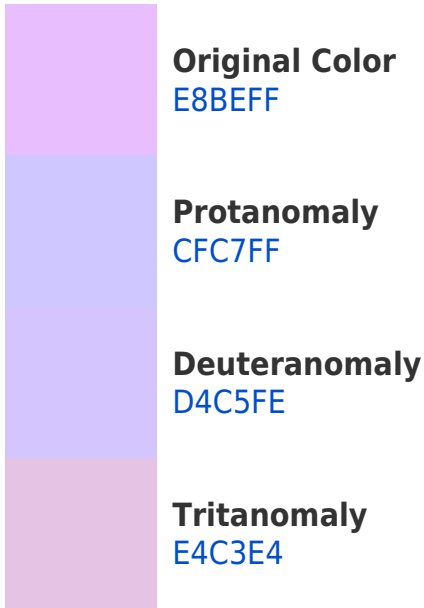 Original Color
E8BEFF
Protanomaly
CFC7FF
Deuteranomaly
D4C5FE
Tritanomaly
E4C3E4